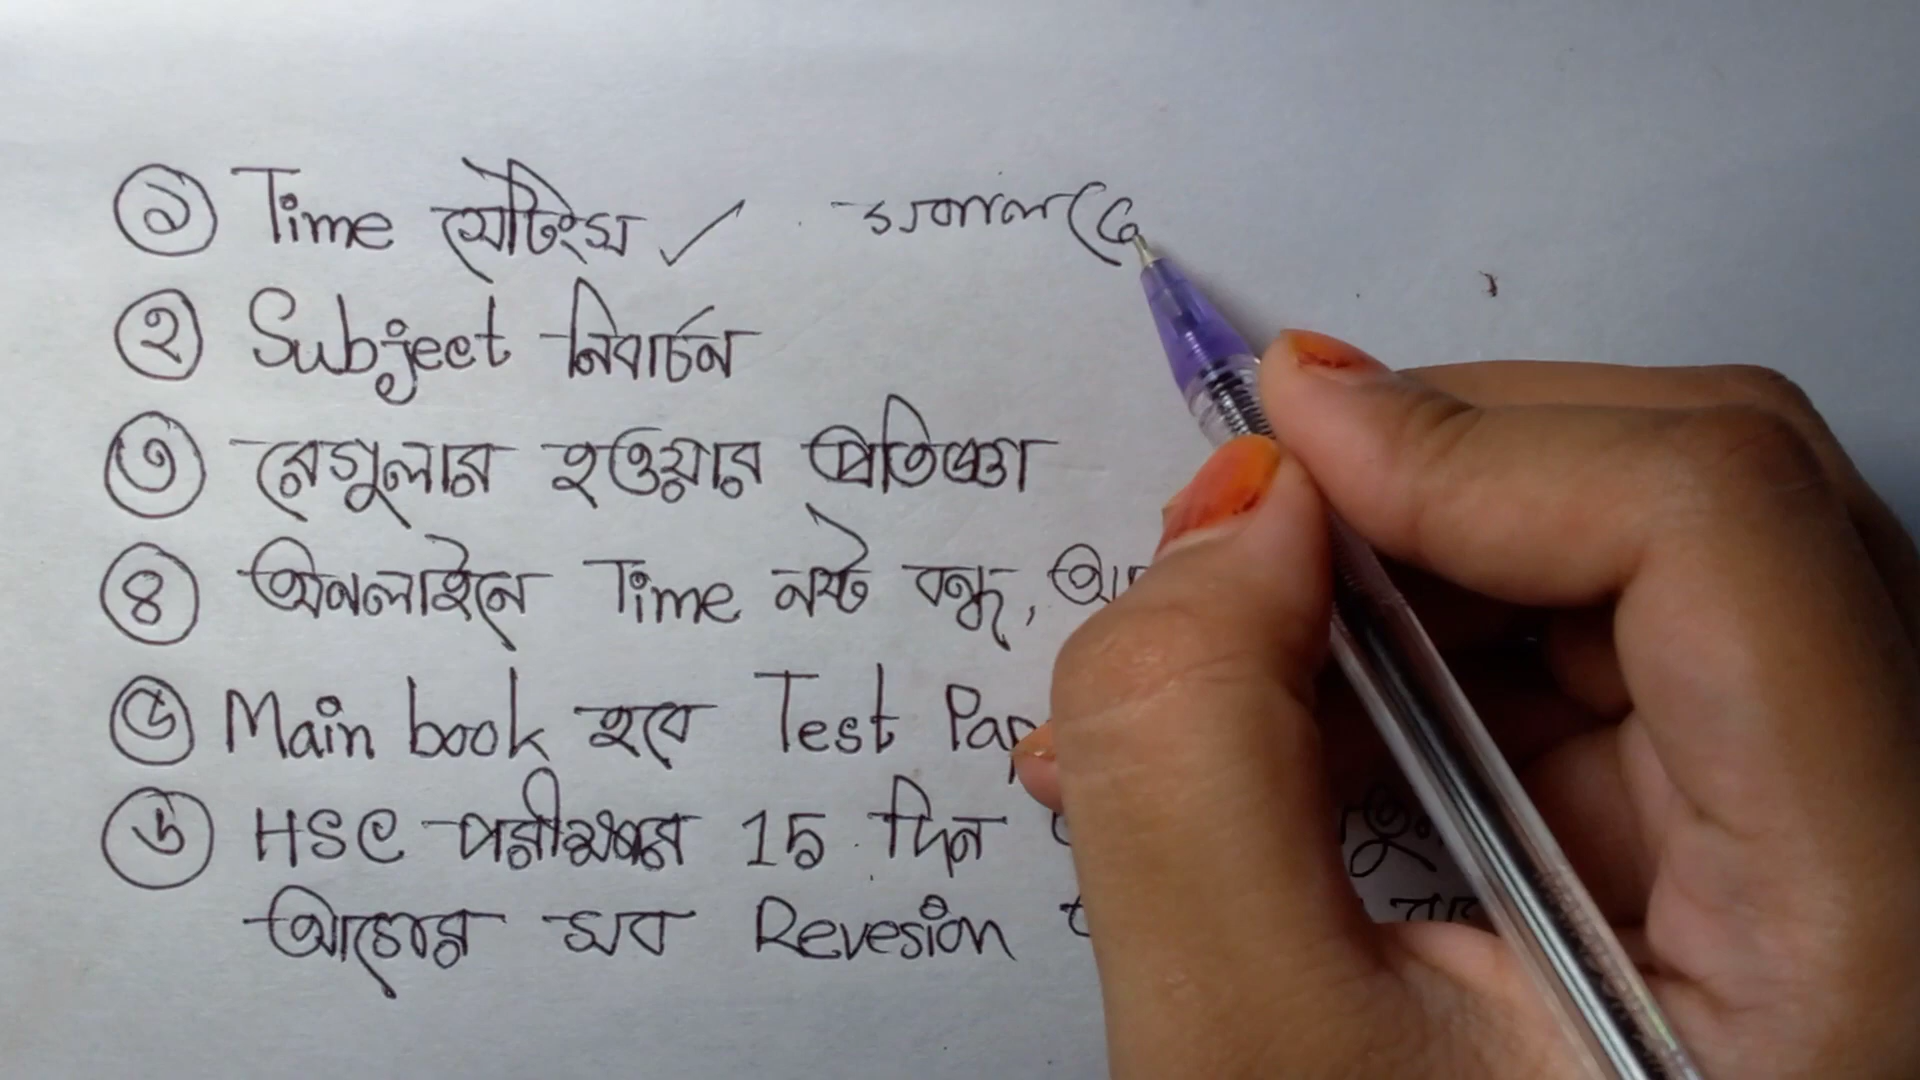 ১ Time সেটিংস ✓ সকাল
২ Subject নির্বাচন
৩ রেগুলার হওয়ার প্রতিজ্ঞা
৪ অনলাইনে Time নষ্ট বন্ধ,
৫ Main book হবে Test Pap
৬ HSC পরীক্ষার 15 দিন
আগের সব Revesion